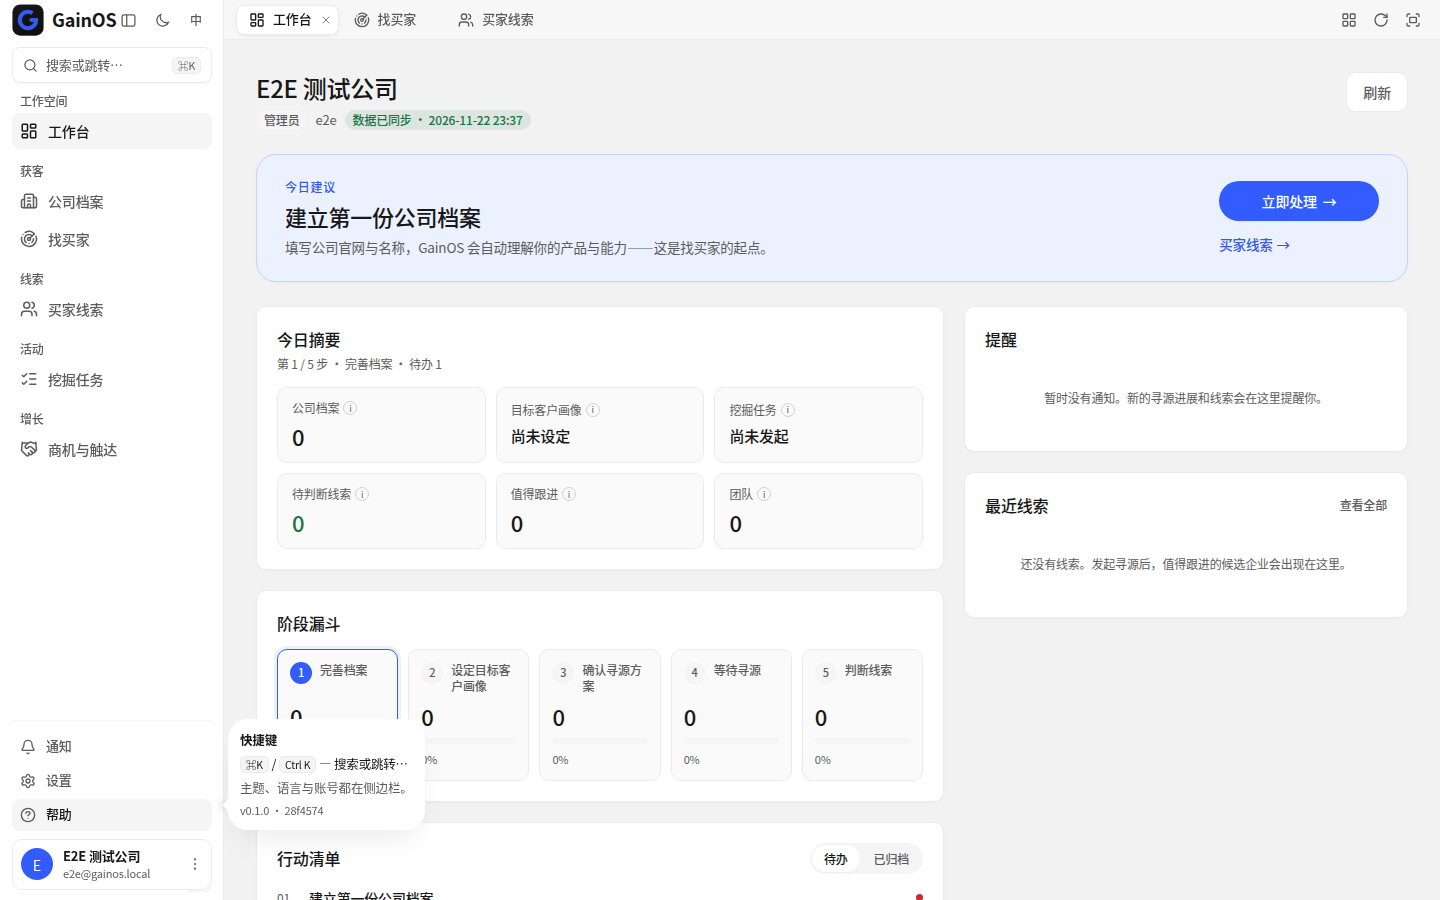 GainOS
中
搜索或跳转…
⌘K
工作空间
工作台
获客
公司档案
找买家
线索
买家线索
活动
挖掘任务
增长
商机与触达
通知
设置
帮助
E
E2E 测试公司
e2e@gainos.local
工作台
找买家
买家线索
E2E 测试公司
管理员
e2e
数据已同步 · 2026-11-22 23:37
刷新
今日建议
建立第一份公司档案
填写公司官网与名称，GainOS 会自动理解你的产品与能力——这是找买家的起点。
立即处理 →
买家线索 →
今日摘要
第 1 / 5 步 · 完善档案 · 待办 1
公司档案
0
目标客户画像
尚未设定
挖掘任务
尚未发起
待判断线索
0
值得跟进
0
团队
0
提醒
暂时没有通知。新的寻源进展和线索会在这里提醒你。
最近线索
查看全部
还没有线索。发起寻源后，值得跟进的候选企业会出现在这里。
阶段漏斗
1
完善档案
0
2
设定目标客
户画像
0
0%
3
确认寻源方
案
0
0%
4
等待寻源
0
0%
5
判断线索
0
0%
快捷键
⌘K / Ctrl K — 搜索或跳转…
主题、语言与账号都在侧边栏。
v0.1.0 · 28f4574
行动清单
待办
已归档
01
建立第一份公司档案